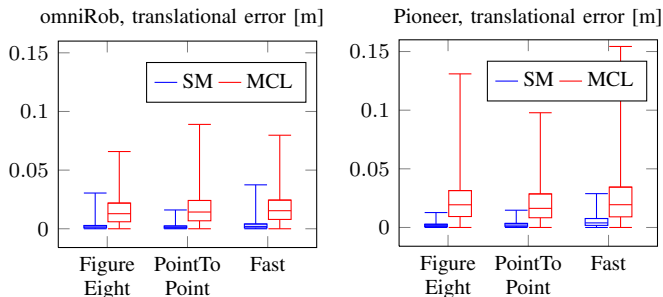 omniRob, translational error [m]
0.15
0.1
0.05
0
SM MCL
Figure Eight
PointTo Point
Fast
Pioneer, translational error [m]
0.15
0.1
0.05
0
SM MCL
Figure Eight
PointTo Point
Fast